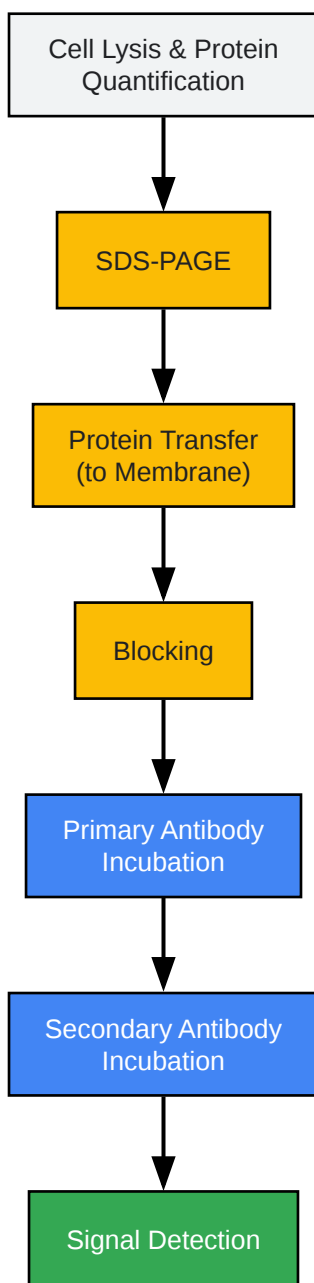 Cell Lysis & Protein
Quantification
SDS-PAGE
Protein Transfer
(to Membrane)
Blocking
Primary Antibody
Incubation
Secondary Antibody
Incubation
Signal Detection